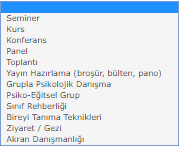 Seminer
Kurs
Konferans
Panel
Toplantı
Yayın Hazırlama (broşür, bülten, pano)
Grupla Psikolojik Danışma
Psiko-Eğitsel Grup
Sınıf Rehberliği
Bireyi Tanıma Teknikleri
Ziyaret / Gezi
Akran Danışmanlığı